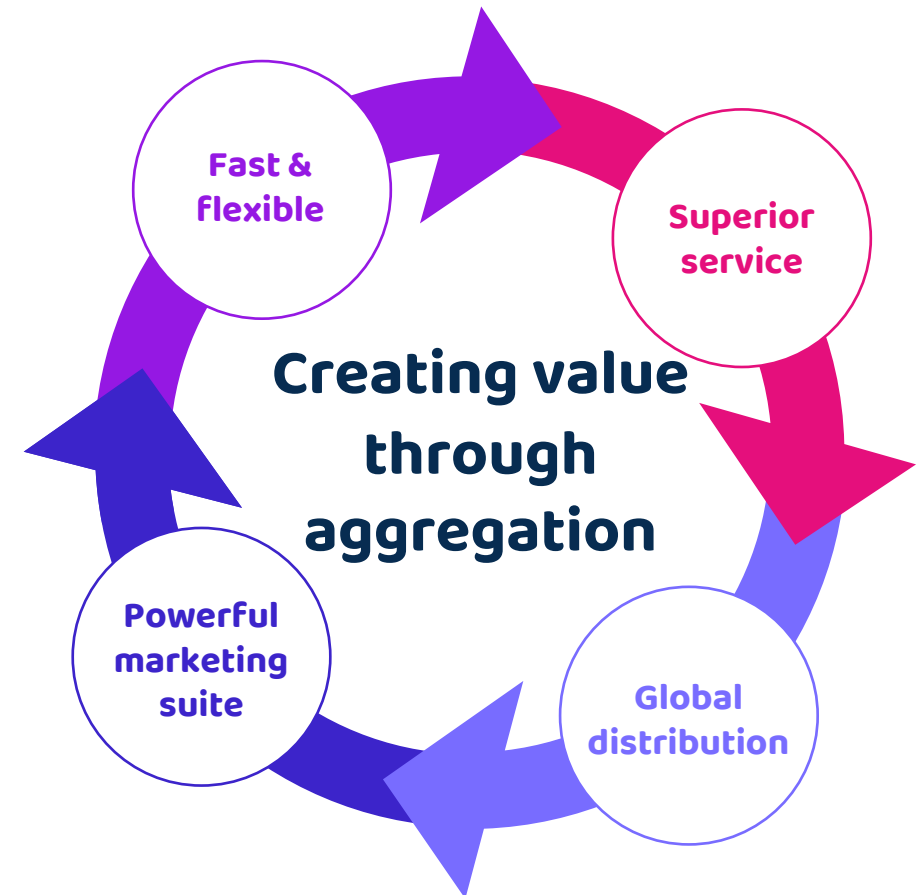 Fast &
flexible
Superior
service
Creating value
through
aggregation
Powerful
marketing
suite
Global
distribution